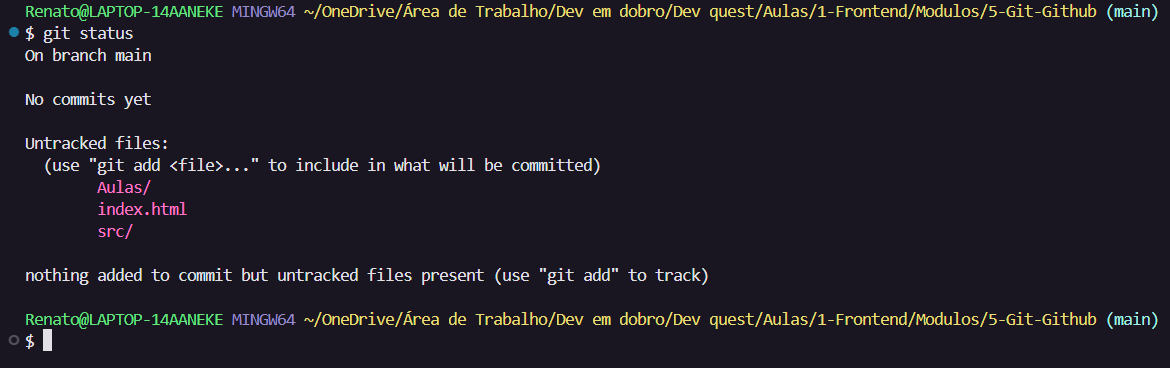 Renato@LAPTOP-14AANEKE MINGW64 ~/OneDrive/Área de Trabalho/Dev em dobro/Dev quest/Aulas/1-Frontend/Modulos/5-Git-Github (main)
$ git status
On branch main
No commits yet
Untracked files:
(use "git add <file>..." to include in what will be committed)
Aulas/
index.html
src/
nothing added to commit but untracked files present (use "git add" to track)
Renato@LAPTOP-14AANEKE MINGW64 ~/OneDrive/Área de Trabalho/Dev em dobro/Dev quest/Aulas/1-Frontend/Modulos/5-Git-Github (main)
$